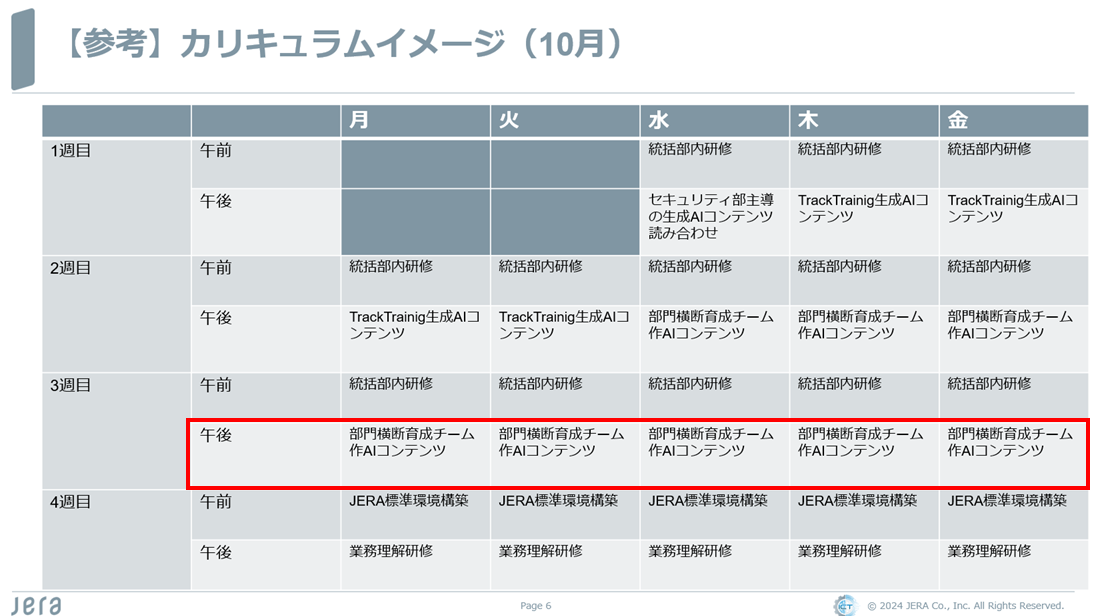 【参考】カリキュラムイメージ（10月）
月 火 水 木 金
1週目 午前 統括部内研修 統括部内研修 統括部内研修
午後 セキュリティ部主導の生成AIコンテンツ読み合わせ TrackTrainig生成AIコンテンツ TrackTrainig生成AIコンテンツ
2週目 午前 統括部内研修 統括部内研修 統括部内研修 統括部内研修 統括部内研修
午後 TrackTrainig生成AIコンテンツ TrackTrainig生成AIコンテンツ 部門横断育成チーム作AIコンテンツ 部門横断育成チーム作AIコンテンツ 部門横断育成チーム作AIコンテンツ
3週目 午前 統括部内研修 統括部内研修 統括部内研修 統括部内研修 統括部内研修
午後 部門横断育成チーム作AIコンテンツ 部門横断育成チーム作AIコンテンツ 部門横断育成チーム作AIコンテンツ 部門横断育成チーム作AIコンテンツ 部門横断育成チーム作AIコンテンツ
4週目 午前 JERA標準環境構築 JERA標準環境構築 JERA標準環境構築 JERA標準環境構築 JERA標準環境構築
午後 業務理解研修 業務理解研修 業務理解研修 業務理解研修 業務理解研修
Jera Page 6 ICT © 2024 JERA Co., Inc. All Rights Reserved.